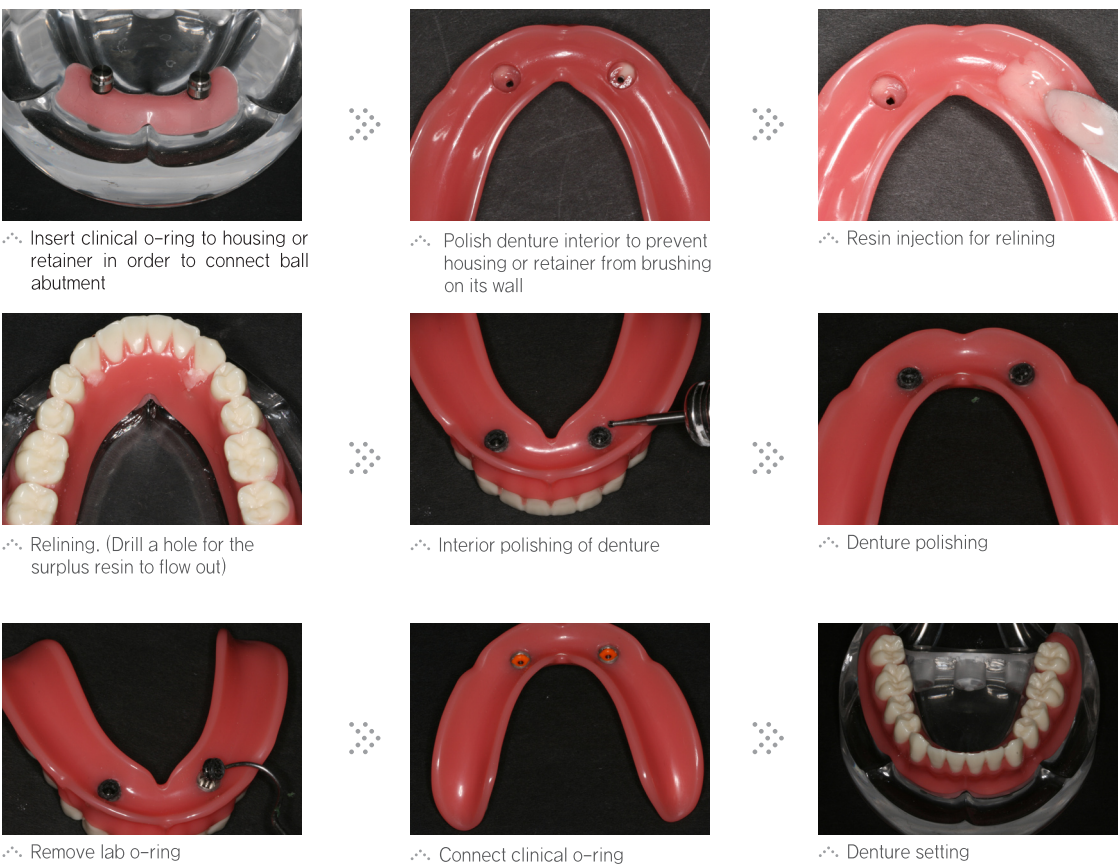 Insert clinical o-ring to housing or
retainer in order to connect ball
abutment
Polish denture interior to prevent
housing or retainer from brushing
on its wall
Resin injection for relining
Relining. (Drill a hole for the
surplus resin to flow out)
Interior polishing of denture
Denture polishing
Remove lab o-ring
Connect clinical o-ring
Denture setting